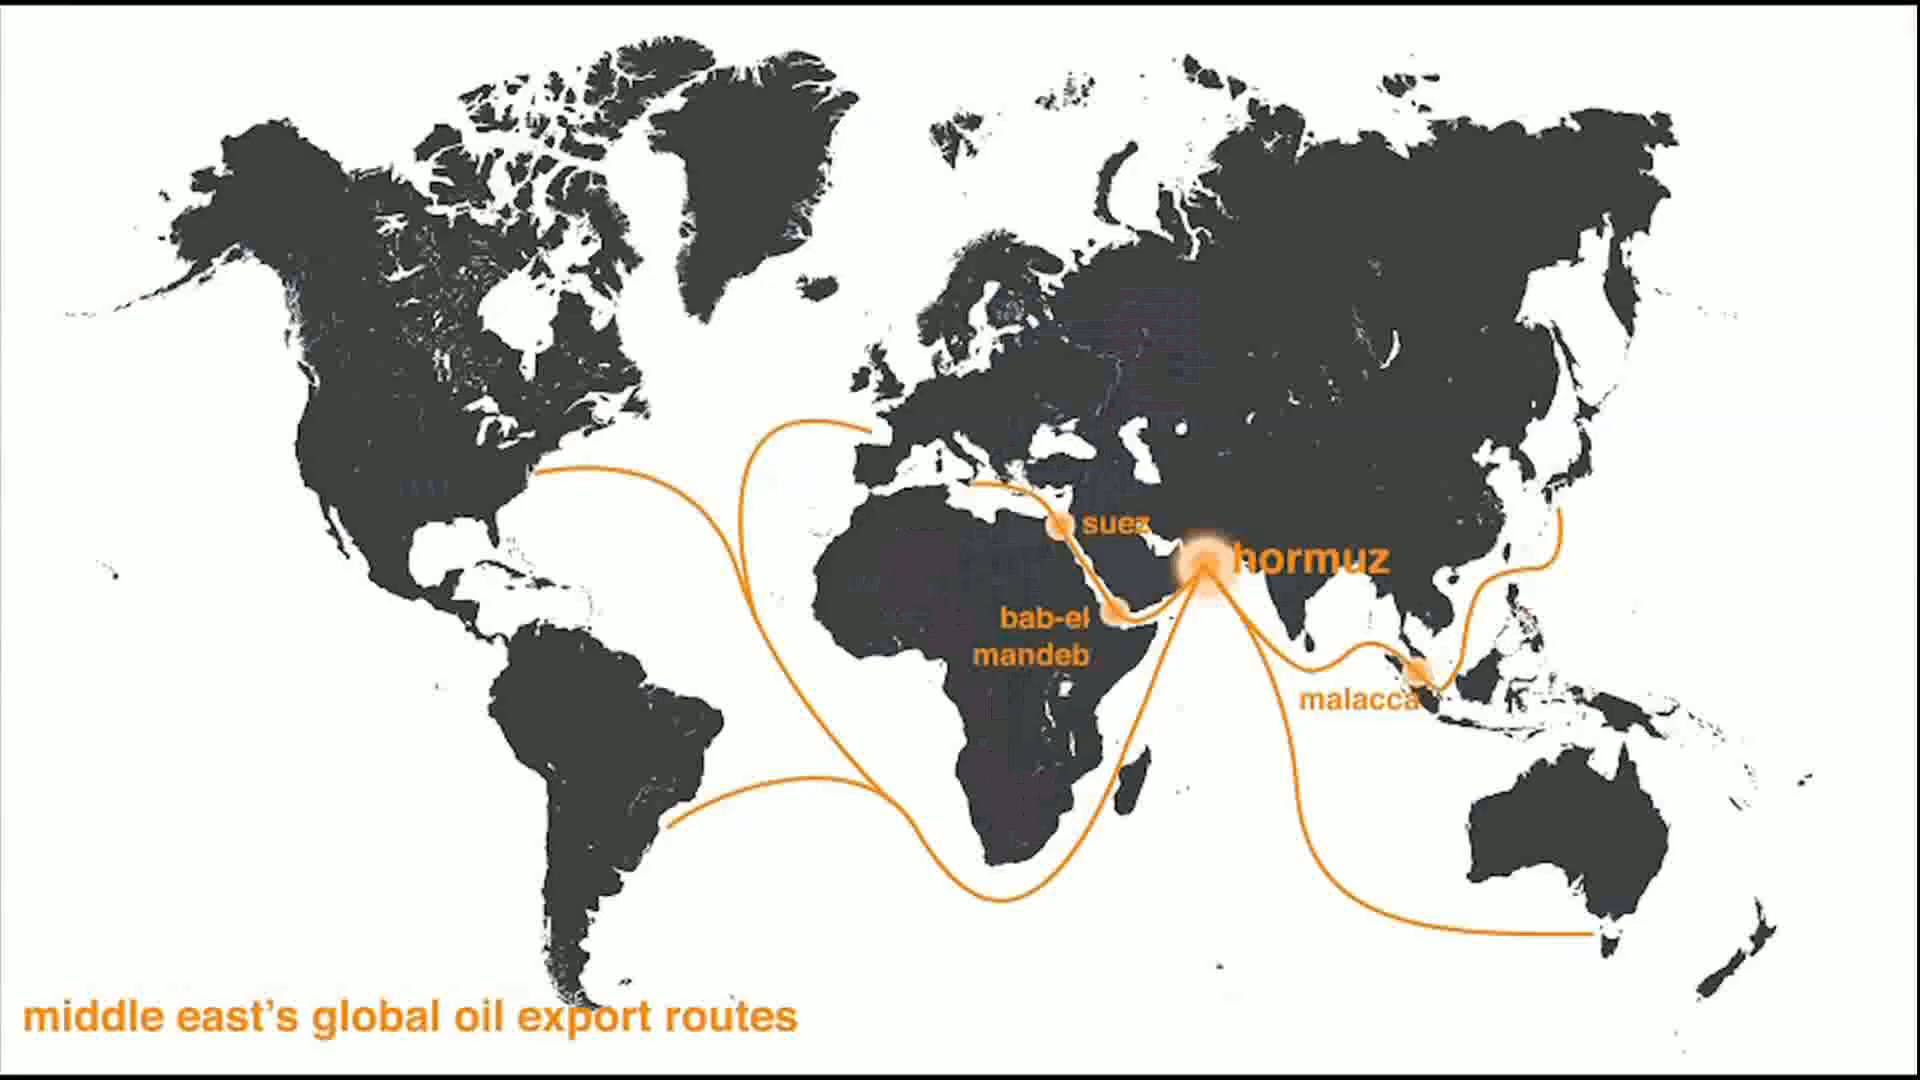 suez
hormuz
bab-el
mandeb
malacca
middle east's global oil export routes